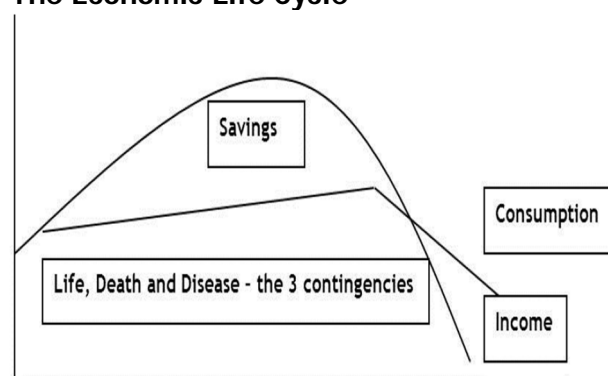 The Economic Life Cycle
Savings
Consumption
Life, Death and Disease - the 3 contingencies
Income